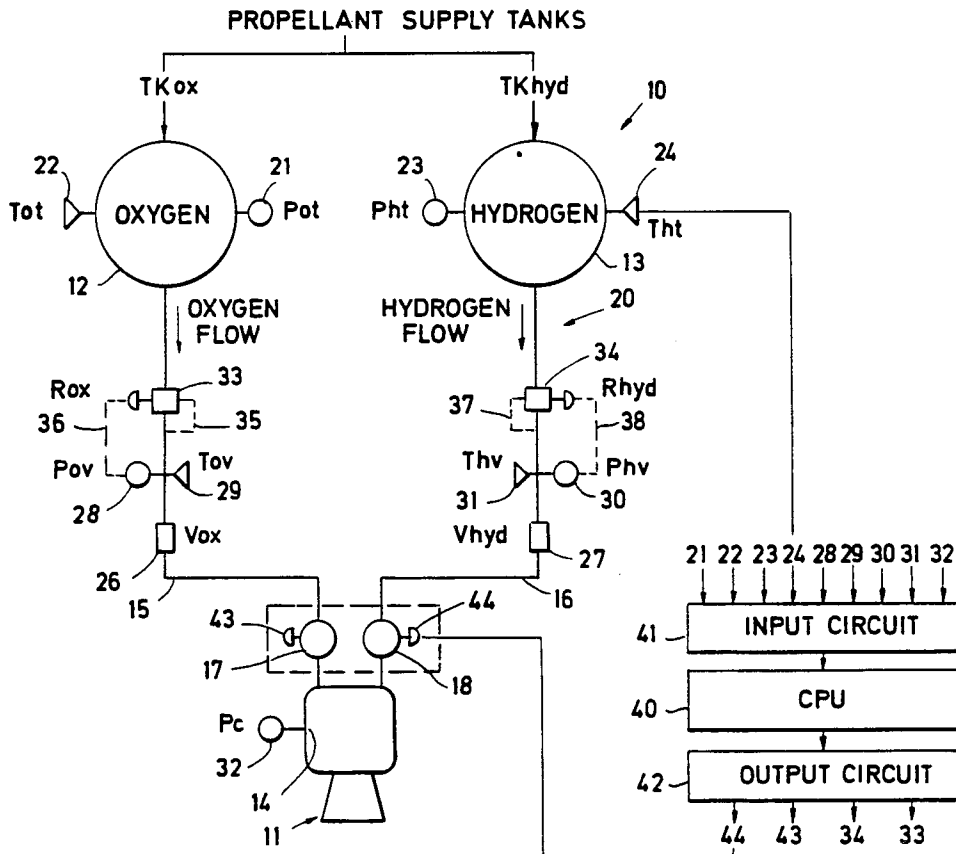 PROPELLANT SUPPLY TANKS
TKox TKhyd 10
22 21 23 24
Tot OXYGEN Pot Pht HYDROGEN Tht
12 13
OXYGEN FLOW HYDROGEN FLOW 20
33 34
Rox Rhyd
36 35 37 38
Pov Tov Thv Phv
28 29 31 30
Vox Vhyd
26 27
15 16
21 22 23 24 28 29 30 31 32
43 44
41 INPUT CIRCUIT
17 18
40 CPU
Pc
32 14
42 OUTPUT CIRCUIT
11
44 43 34 33